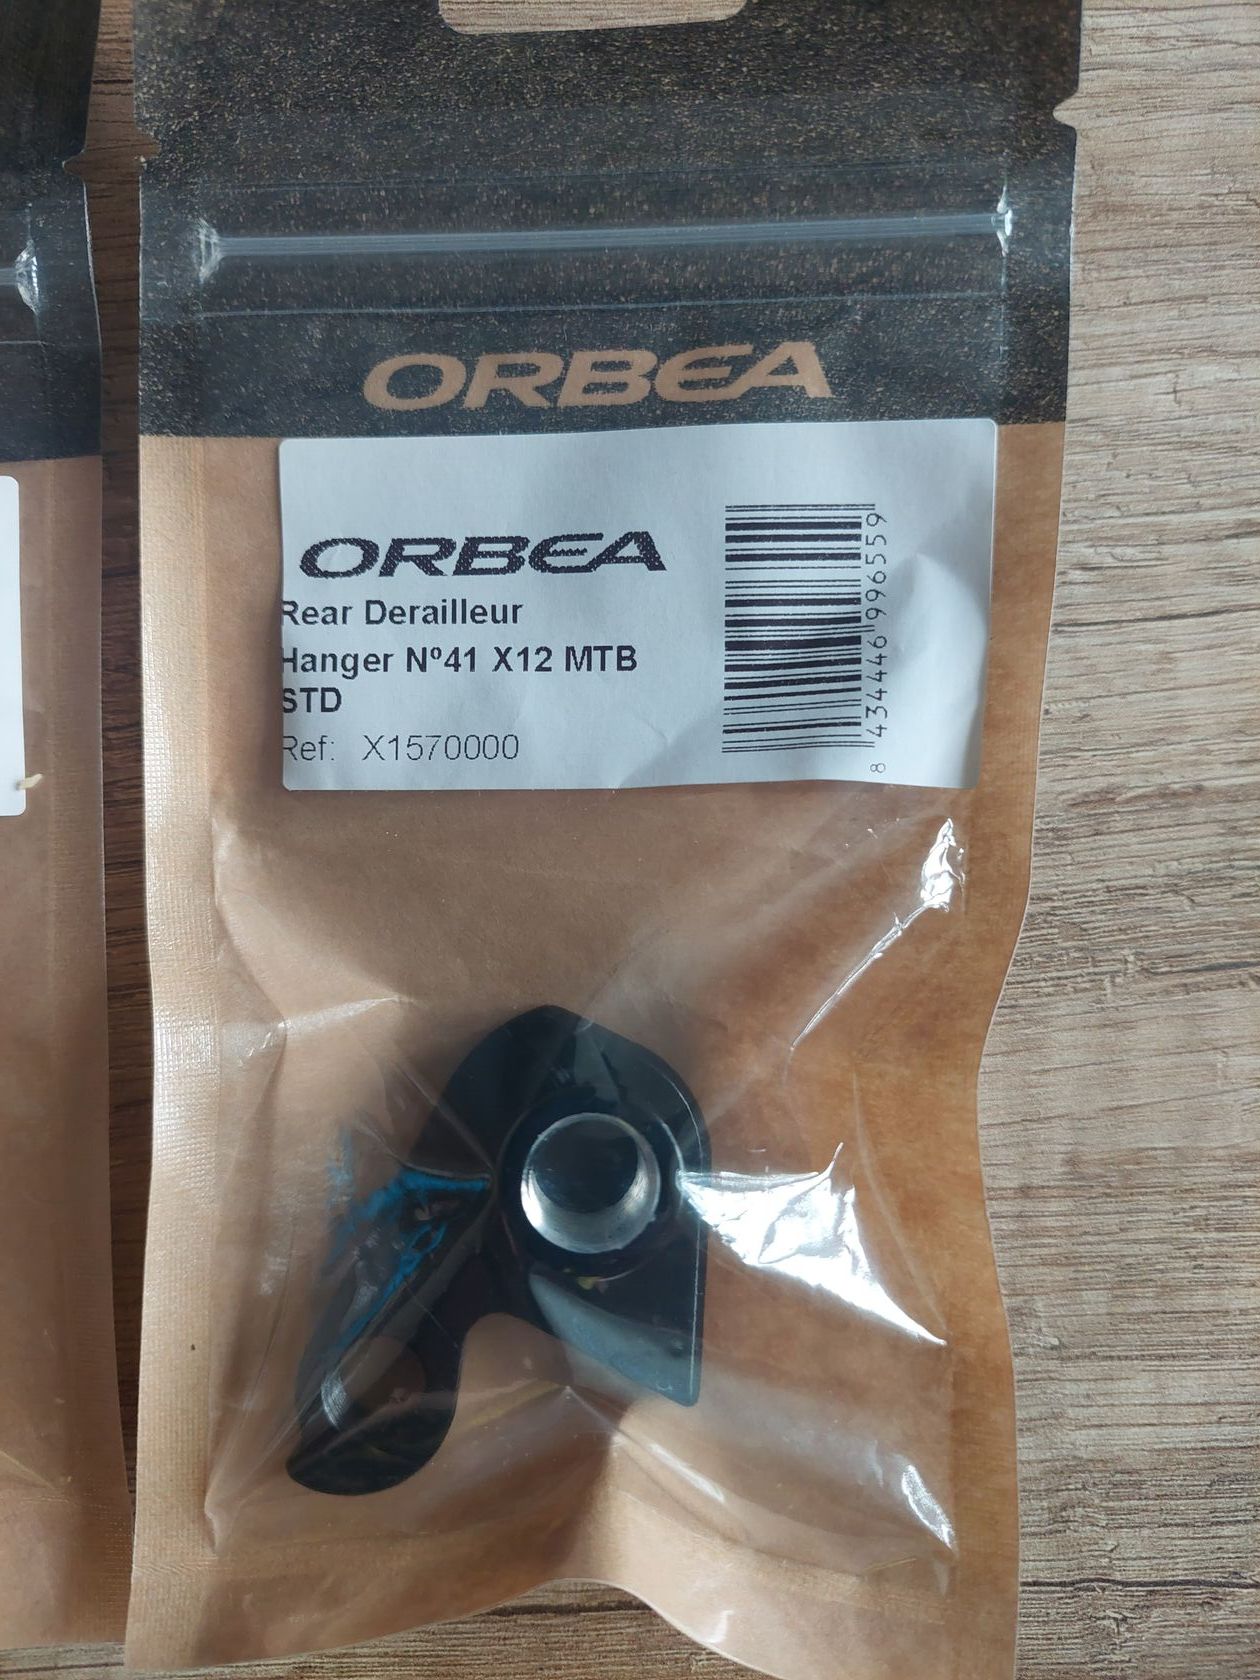 ORBEA
ORBEA
Rear Derailleur
Hanger Nº41 X12 MTB
STD
Ref: X1570000
8 434446 996559